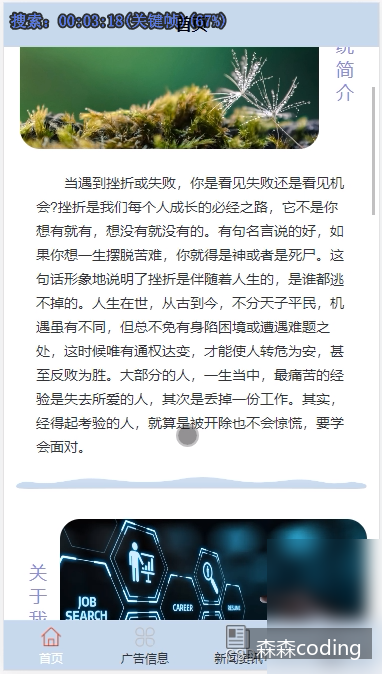 搜索：00:03:18(关键帧)(67%)
首页
统
简
介
当遇到挫折或失败，你是看见失败还是看见机
会?挫折是我们每个人成长的必经之路，它不是你
想有就有，想没有就没有的。有句名言说的好，如
果你想一生摆脱苦难，你就得是神或者是死尸。这
句话形象地说明了挫折是伴随着人生的，是谁都逃
不掉的。人生在世，从古到今，不分天子平民，机
遇虽有不同，但总不免有身陷困境或遭遇难题之
处，这时候唯有通权达变，才能使人转危为安，甚
至反败为胜。大部分的人，一生当中，最痛苦的经
验是失去所爱的人，其次是丢掉一份工作。其实，
经得起考验的人，就算是被开除也不会惊慌，要学
会面对。
关
于
我
JOB
SEARCH
CAREER
RESUME
首页
广告信息
新闻资讯
森森coding